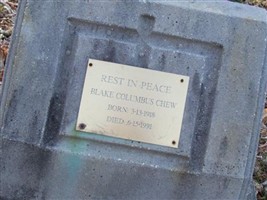 REST IN PEACE
BLAKE COLUMBUS CHEW
BORN:
DIED: